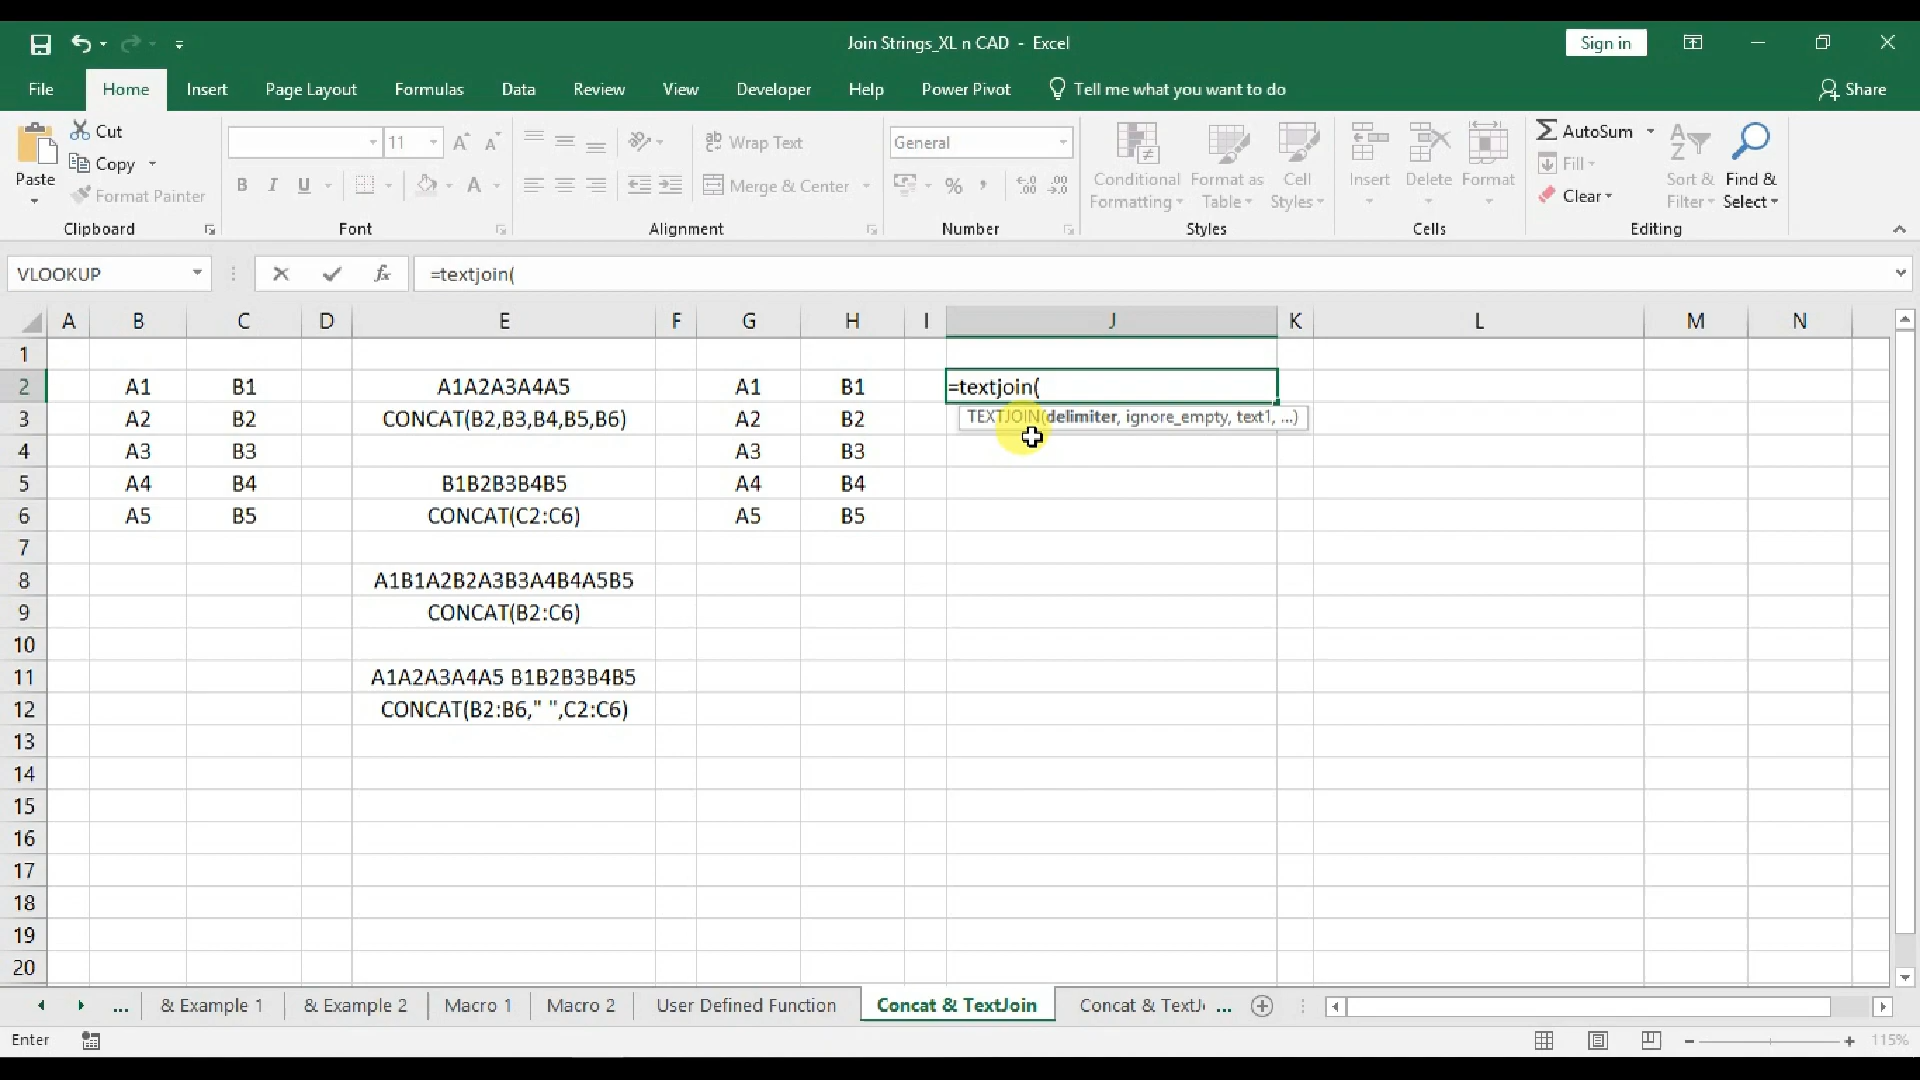 Join Strings_XL n CAD - Excel
Sign in
File Home Insert Page Layout Formulas Data Review View Developer Help Power Pivot Tell me what you want to do Share
Paste
Cut
Copy
Format Painter
Clipboard
11
B I U A
Font
Wrap Text
Merge & Center
Alignment
General
%
Number
Conditional Formatting
Format as Table
Cell Styles
Styles
Insert Delete Format
Cells
AutoSum
Fill
Clear
Sort & Filter
Find & Select
Editing
VLOOKUP
fx
=textjoin(
A B C D E F G H I J K L M N
1
2 A1 B1 A1A2A3A4A5 A1 B1 =textjoin(
3 A2 B2 CONCAT(B2,B3,B4,B5,B6) A2 B2 TEXTJOIN(delimiter, ignore_empty, text1, ...)
4 A3 B3 A3 B3
5 A4 B4 B1B2B3B4B5 A4 B4
6 A5 B5 CONCAT(C2:C6) A5 B5
7
8 A1B1A2B2A3B3A4B4A5B5
9 CONCAT(B2:C6)
10
11 A1A2A3A4A5 B1B2B3B4B5
12 CONCAT(B2:B6," ",C2:C6)
13
14
15
16
17
18
19
20
... & Example 1 & Example 2 Macro 1 Macro 2 User Defined Function Concat & TextJoin Concat & TextJ ...
Enter
115%